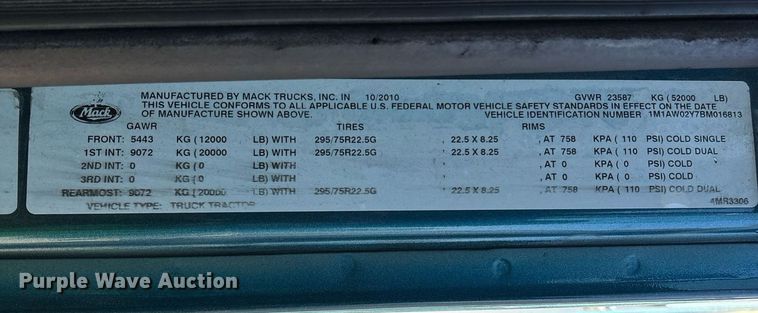 Mack
MANUFACTURED BY MACK TRUCKS, INC. IN 10/2010 GVWR 23587 KG (52000 LB)
THIS VEHICLE CONFORMS TO ALL APPLICABLE U.S. FEDERAL MOTOR VEHICLE SAFETY STANDARDS IN EFFECT ON THE DATE
OF MANUFACTURE SHOWN ABOVE. VEHICLE IDENTIFICATION NUMBER 1M1AW02Y7BM016813
GAWR TIRES RIMS
FRONT: 5443 KG (12000 LB) WITH 295/75R22.5G , 22.5 X 8.25 , AT 758 KPA ( 110 PSI) COLD SINGLE
1ST INT: 9072 KG (20000 LB) WITH 295/75R22.5G , 22.5 X 8.25 , AT 758 KPA ( 110 PSI) COLD DUAL
2ND INT: 0 KG ( 0 LB) WITH , , AT 0 KPA ( 0 PSI) COLD
3RD INT: 0 KG ( 0 LB) WITH , , AT 0 KPA ( 0 PSI) COLD
REARMOST: 9072 KG ( 20000 LB) WITH 295/75R22.5G , 22.5 X 8.25 , AT 758 KPA ( 110 PSI) COLD DUAL
VEHICLE TYPE: TRUCK TRACTOR 4MR3306
Purple Wave Auction